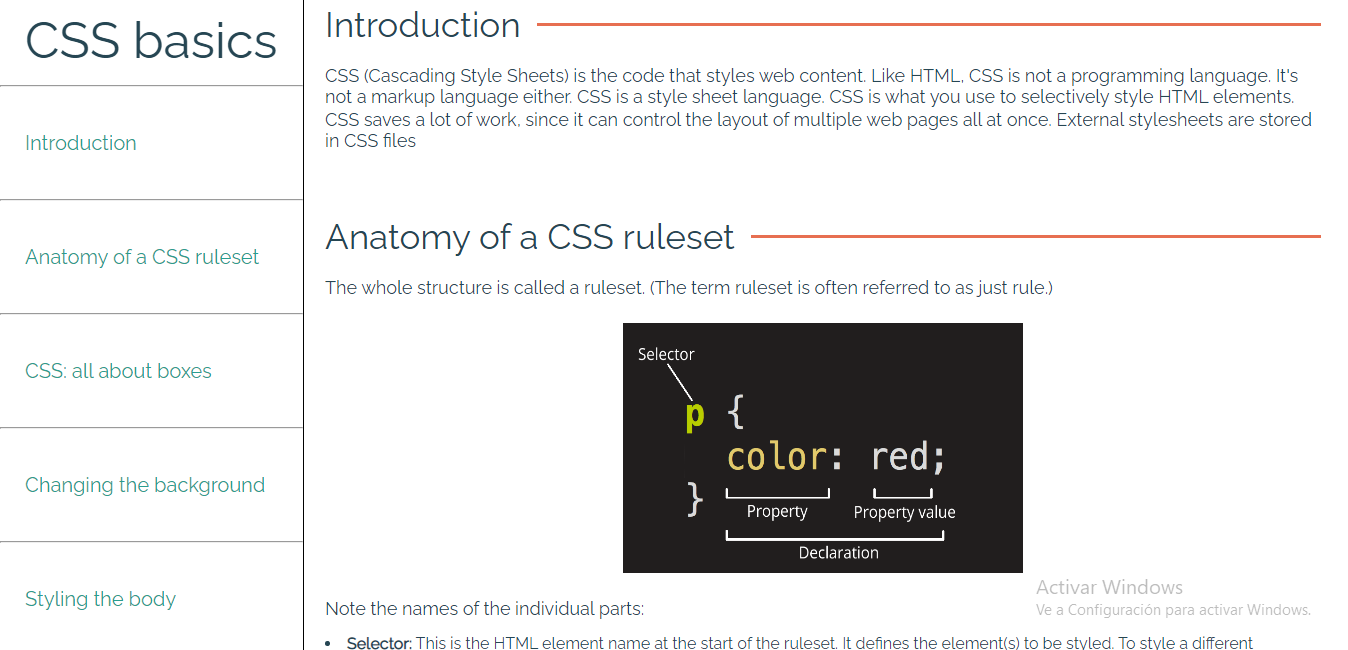 CSS basics
Introduction
Anatomy of a CSS ruleset
CSS: all about boxes
Changing the background
Styling the body
Introduction
CSS (Cascading Style Sheets) is the code that styles web content. Like HTML, CSS is not a programming language. It's
not a markup language either. CSS is a style sheet language. CSS is what you use to selectively style HTML elements.
CSS saves a lot of work, since it can control the layout of multiple web pages all at once. External stylesheets are stored
in CSS files
Anatomy of a CSS ruleset
The whole structure is called a ruleset. (The term ruleset is often referred to as just rule.)
Selector
p {
color: red;
}
Property
Property value
Declaration
Note the names of the individual parts:
• Selector: This is the HTML element name at the start of the ruleset. It defines the element(s) to be styled. To style a different
Activar Windows
Ve a Configuración para activar Windows.